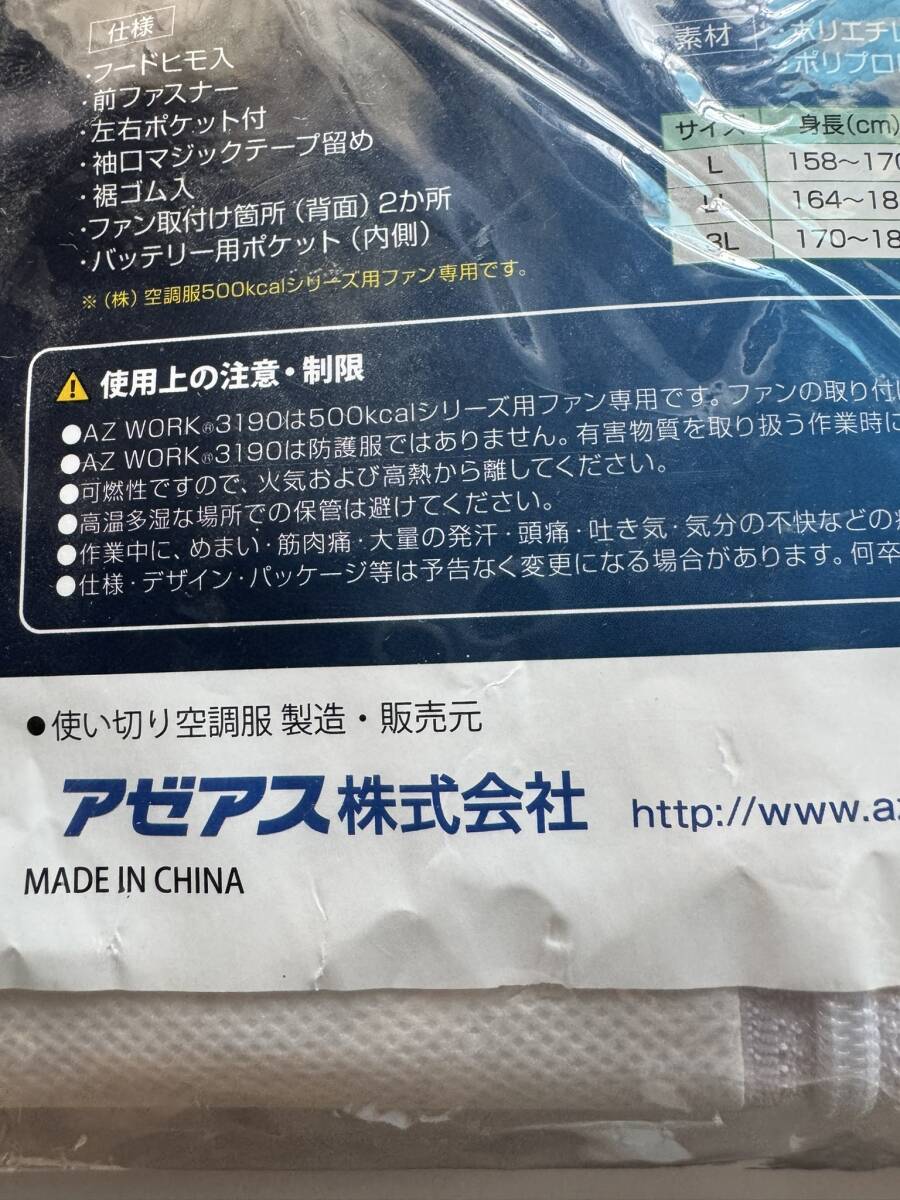 仕様
・フードヒモ入
・前ファスナー
・左右ポケット付
・袖口マジックテープ留め
・裾ゴム入
・ファン取付け箇所（背面）2か所
・バッテリー用ポケット（内側）
※（株）空調服500kcalシリーズ用ファン専用です。
素材
・ポリエチレ
・ポリプロ
サイズ 身長(cm)
L 158〜170
LL 164〜18
3L 170〜18
使用上の注意・制限
●AZ WORK®3190は500kcalシリーズ用ファン専用です。ファンの取り付け
●AZ WORK®3190は防護服ではありません。有害物質を取り扱う作業時に
●可燃性ですので、火気および高熱から離してください。
●高温多湿な場所での保管は避けてください。
●作業中に、めまい・筋肉痛・大量の発汗・頭痛・吐き気・気分の不快などの
●仕様・デザイン・パッケージ等は予告なく変更になる場合があります。何卒
●使い切り空調服 製造・販売元
アゼアス株式会社 http://www.az
MADE IN CHINA